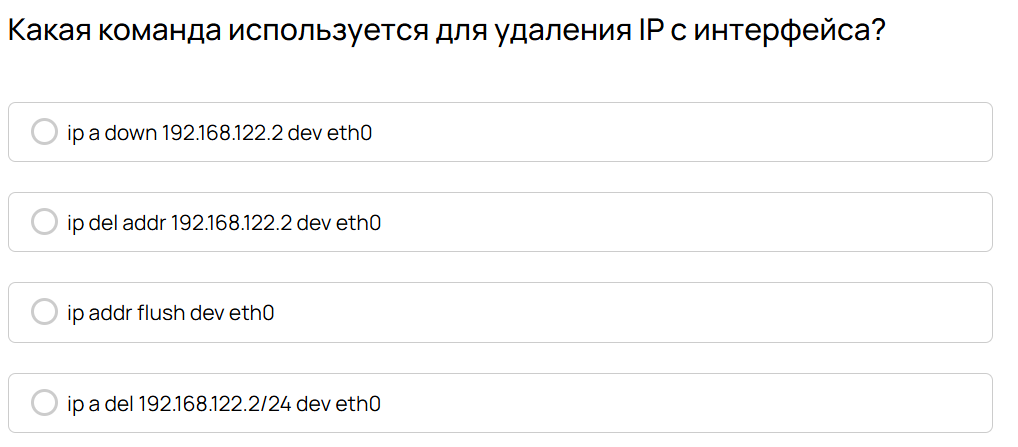 Какая команда используется для удаления IP с интерфейса?
ip a down 192.168.122.2 dev eth0
ip del addr 192.168.122.2 dev eth0
ip addr flush dev eth0
ip a del 192.168.122.2/24 dev eth0